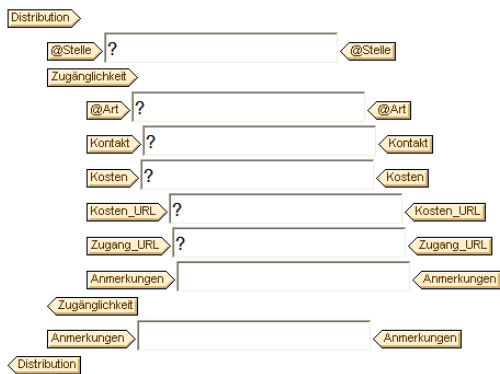 Distribution
@Stelle ? @Stelle
Zugänglichkeit
@Art ? @Art
Kontakt ? Kontakt
Kosten ? Kosten
Kosten_URL ? Kosten_URL
Zugang_URL ? Zugang_URL
Anmerkungen Anmerkungen
Zugänglichkeit
Anmerkungen Anmerkungen
Distribution